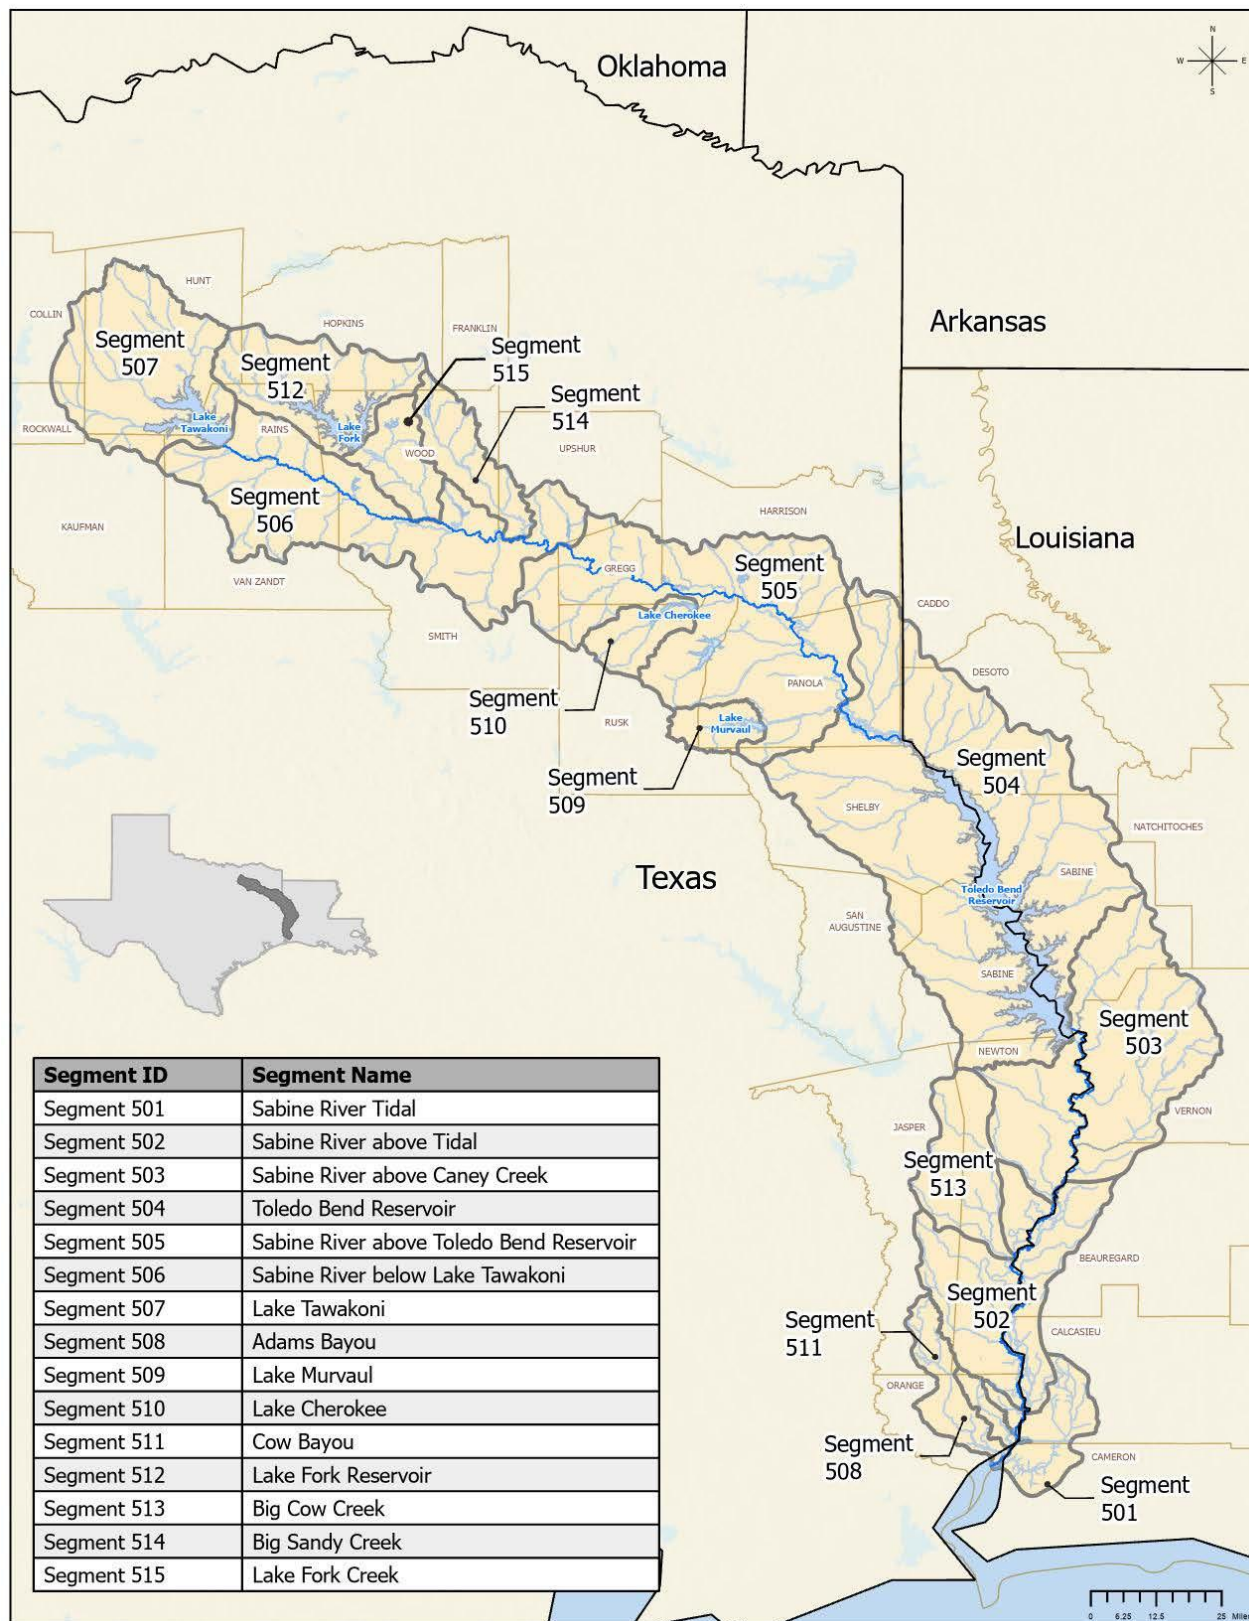 N
W
E
S
Oklahoma
Arkansas
Louisiana
Texas
HUNT
COLLIN
HOPKINS
FRANKLIN
Segment
507
Segment
512
Segment
515
Segment
514
Lake
Tawakoni
Lake
Fork
ROCKWALL
RAINS
WOOD
UPSHUR
Segment
506
KAUFMAN
VAN ZANDT
HARRISON
Segment
505
GREGG
CADDO
Lake Cherokee
SMITH
DESOTO
PANOLA
Segment
510
RUSK
Lake
Murvaul
Segment
509
Segment
504
SHELBY
NATCHITOCHES
SABINE
Toledo Bend
Reservoir
SAN
AUGUSTINE
SABINE
Segment
503
NEWTON
VERNON
JASPER
Segment
513
BEAUREGARD
Segment
502
CALCASIEU
Segment
511
ORANGE
Segment
508
CAMERON
Segment
501
Segment ID Segment Name
Segment 501 Sabine River Tidal
Segment 502 Sabine River above Tidal
Segment 503 Sabine River above Caney Creek
Segment 504 Toledo Bend Reservoir
Segment 505 Sabine River above Toledo Bend Reservoir
Segment 506 Sabine River below Lake Tawakoni
Segment 507 Lake Tawakoni
Segment 508 Adams Bayou
Segment 509 Lake Murvaul
Segment 510 Lake Cherokee
Segment 511 Cow Bayou
Segment 512 Lake Fork Reservoir
Segment 513 Big Cow Creek
Segment 514 Big Sandy Creek
Segment 515 Lake Fork Creek
0 6.25 12.5 25 Miles